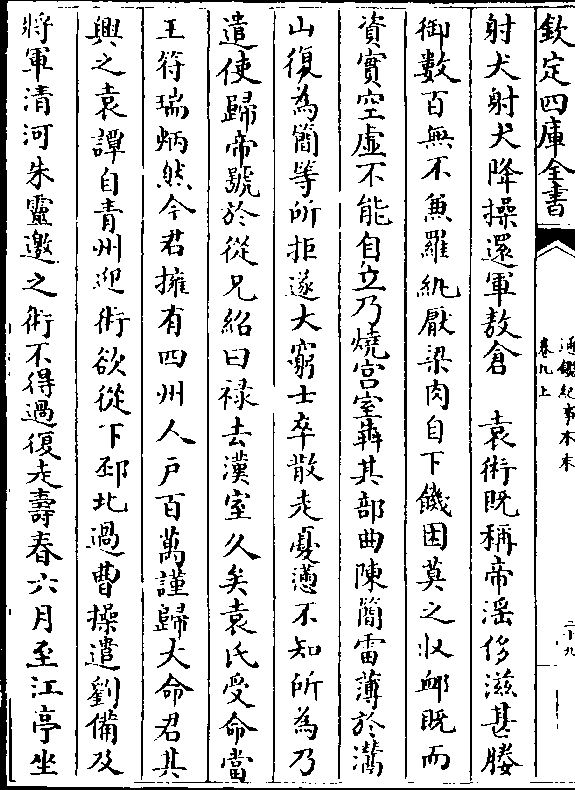 欽定四庫全書
通鑑紀事本末
卷九上
二十九
射犬射犬降操還軍敖倉　袁術既稱帝滛侈滋甚媵
御數百無不兼羅紈厭粱肉自下饑困莫之收䘏既而
資實空虛不能自立乃燒宫室犇其部曲陳簡雷薄於灊
山復為簡等所拒遂大窮士卒散走憂懣不知所為乃
遣使歸帝號於從兄紹曰祿去漢室久矣袁氏受命當
王符瑞炳然今君擁有四州人戸百萬謹歸大命君其
興之袁譚自青州迎術欲從下邳北過曹操遣劉備及
將軍清河朱靈邀之術不得過復走壽春六月至江亭坐